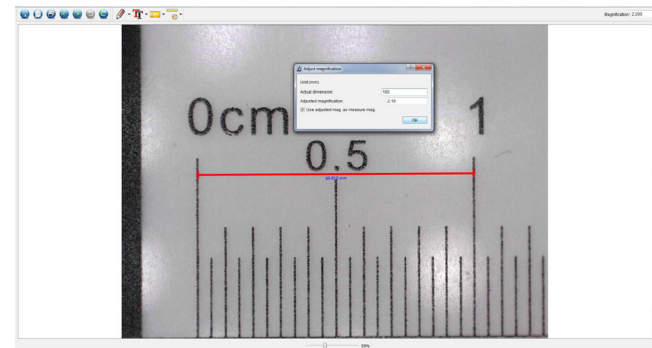 Magnification: 2.200
Adjust magnification
Unit:(mm)
Actual dimension:
100
Adjusted magnification:
2.18
Use adjusted mag. as measure mag.
Ok
0cm
1
0.5
69%